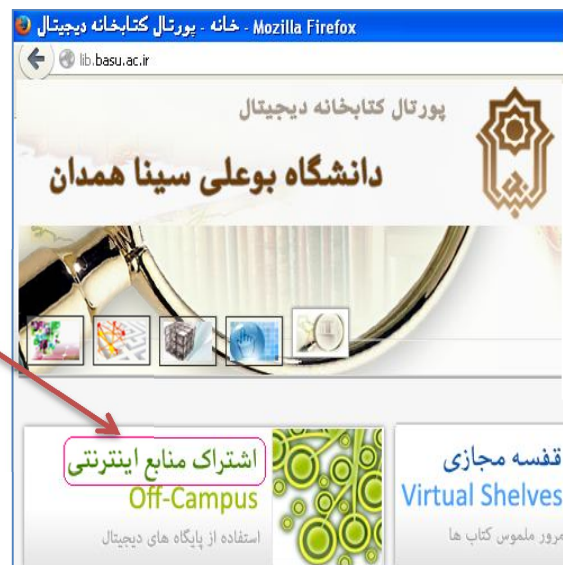 خانه - پورتال کتابخانه دیجیتال - Mozilla Firefox
lib.basu.ac.ir
پورتال کتابخانه دیجیتال
دانشگاه بوعلی سینا همدان
قفسه مجازی
Virtual Shelves
مرور ملموس کتاب ها
اشتراک منابع اینترنتی
Off-Campus
استفاده از پایگاه های دیجیتال